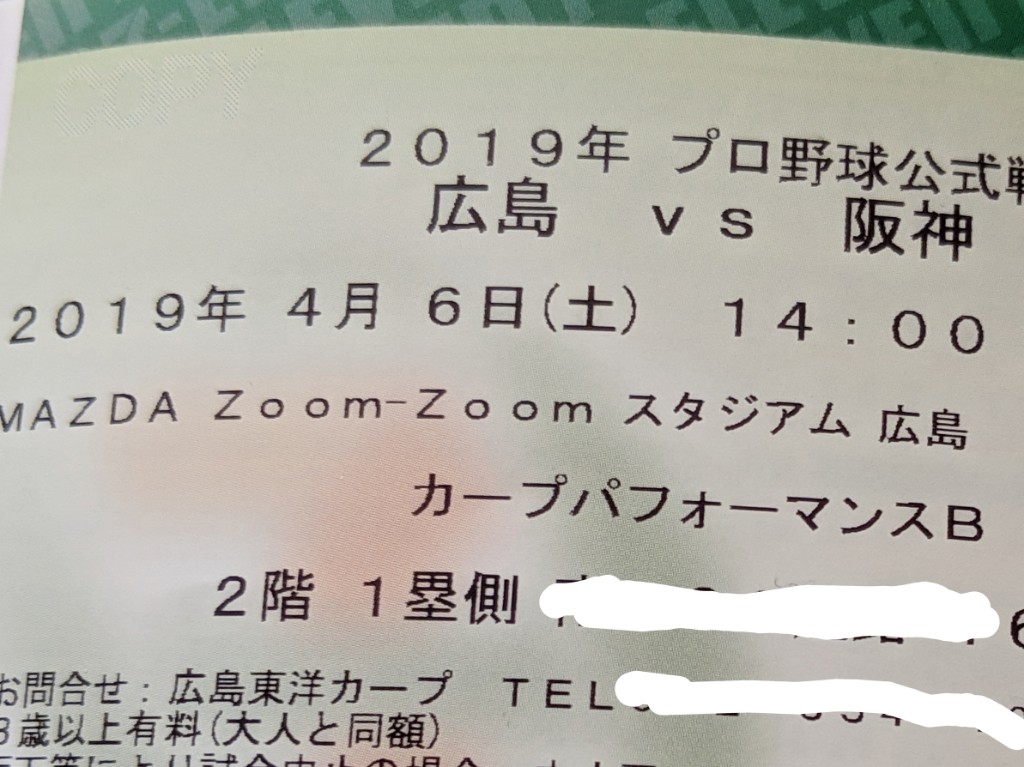 COPY
2019年 プロ野球公式戦
広島 vs 阪神
2019年 4月 6日(土) 14:00
MAZDA Zoom-Zoom スタジアム 広島
カープパフォーマンスB
2階 1塁側
お問合せ:広島東洋カープ TEL
3歳以上有料(大人と同額)